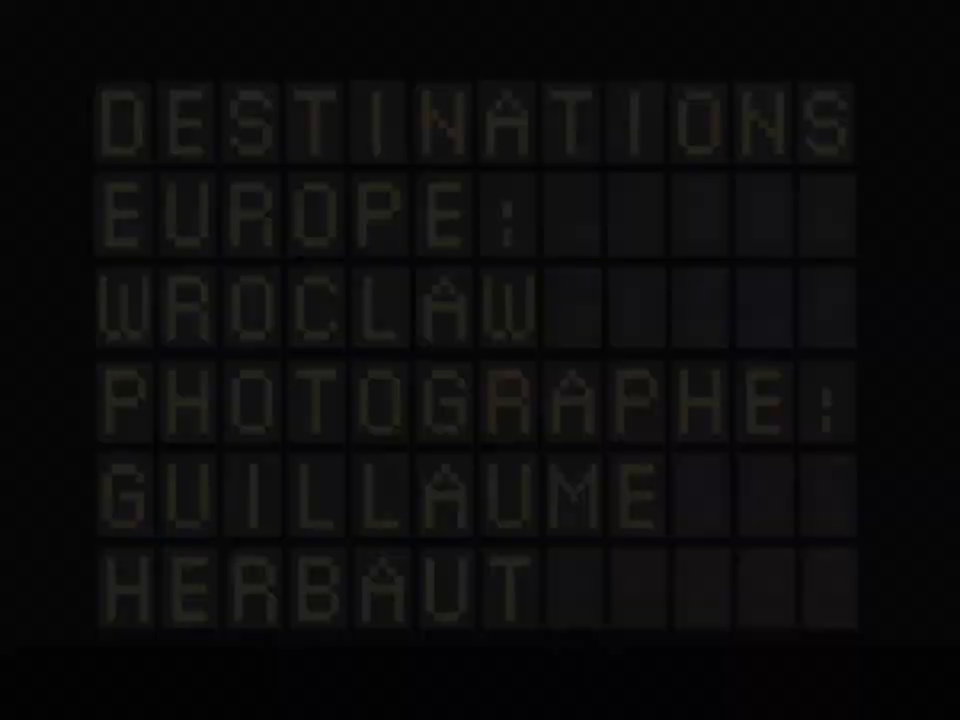 DESTINATIONS
EUROPE:
WROCLAW
PHOTOGRAPHE:
GUILLAUME
HERBAUT